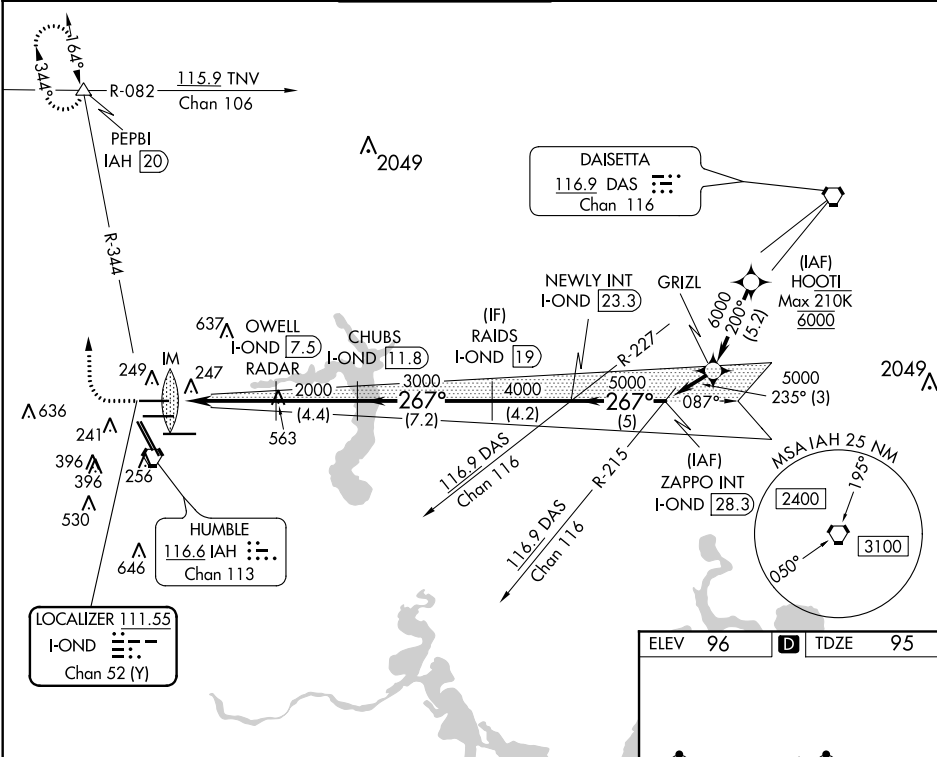 164°
344°
R-082
115.9 TNV
Chan 106
PEPBI
IAH 20
R-344
2049
DAISETTA
116.9 DAS
Chan 116
(IAF)
HOOTI
Max 210K
6000
6000
200°
(5.2)
GRIZL
NEWLY INT
I-OND 23.3
(IF)
RAIDS
I-OND 19
CHUBS
I-OND 11.8
637
OWELL
I-OND 7.5
RADAR
IM
249
247
R-227
2000
3000
4000
5000
5000
235° (3)
2049
267°
267°
087°
(4.4)
(7.2)
(4.2)
(5)
563
636
241
396
396
256
530
646
116.9 DAS
Chan 116
R-215
116.9 DAS
Chan 116
(IAF)
ZAPPO INT
I-OND 28.3
MSA IAH 25 NM
195°
2400
050°
3100
HUMBLE
116.6 IAH
Chan 113
LOCALIZER 111.55
I-OND
Chan 52 (Y)
ELEV 96 D TDZE 95